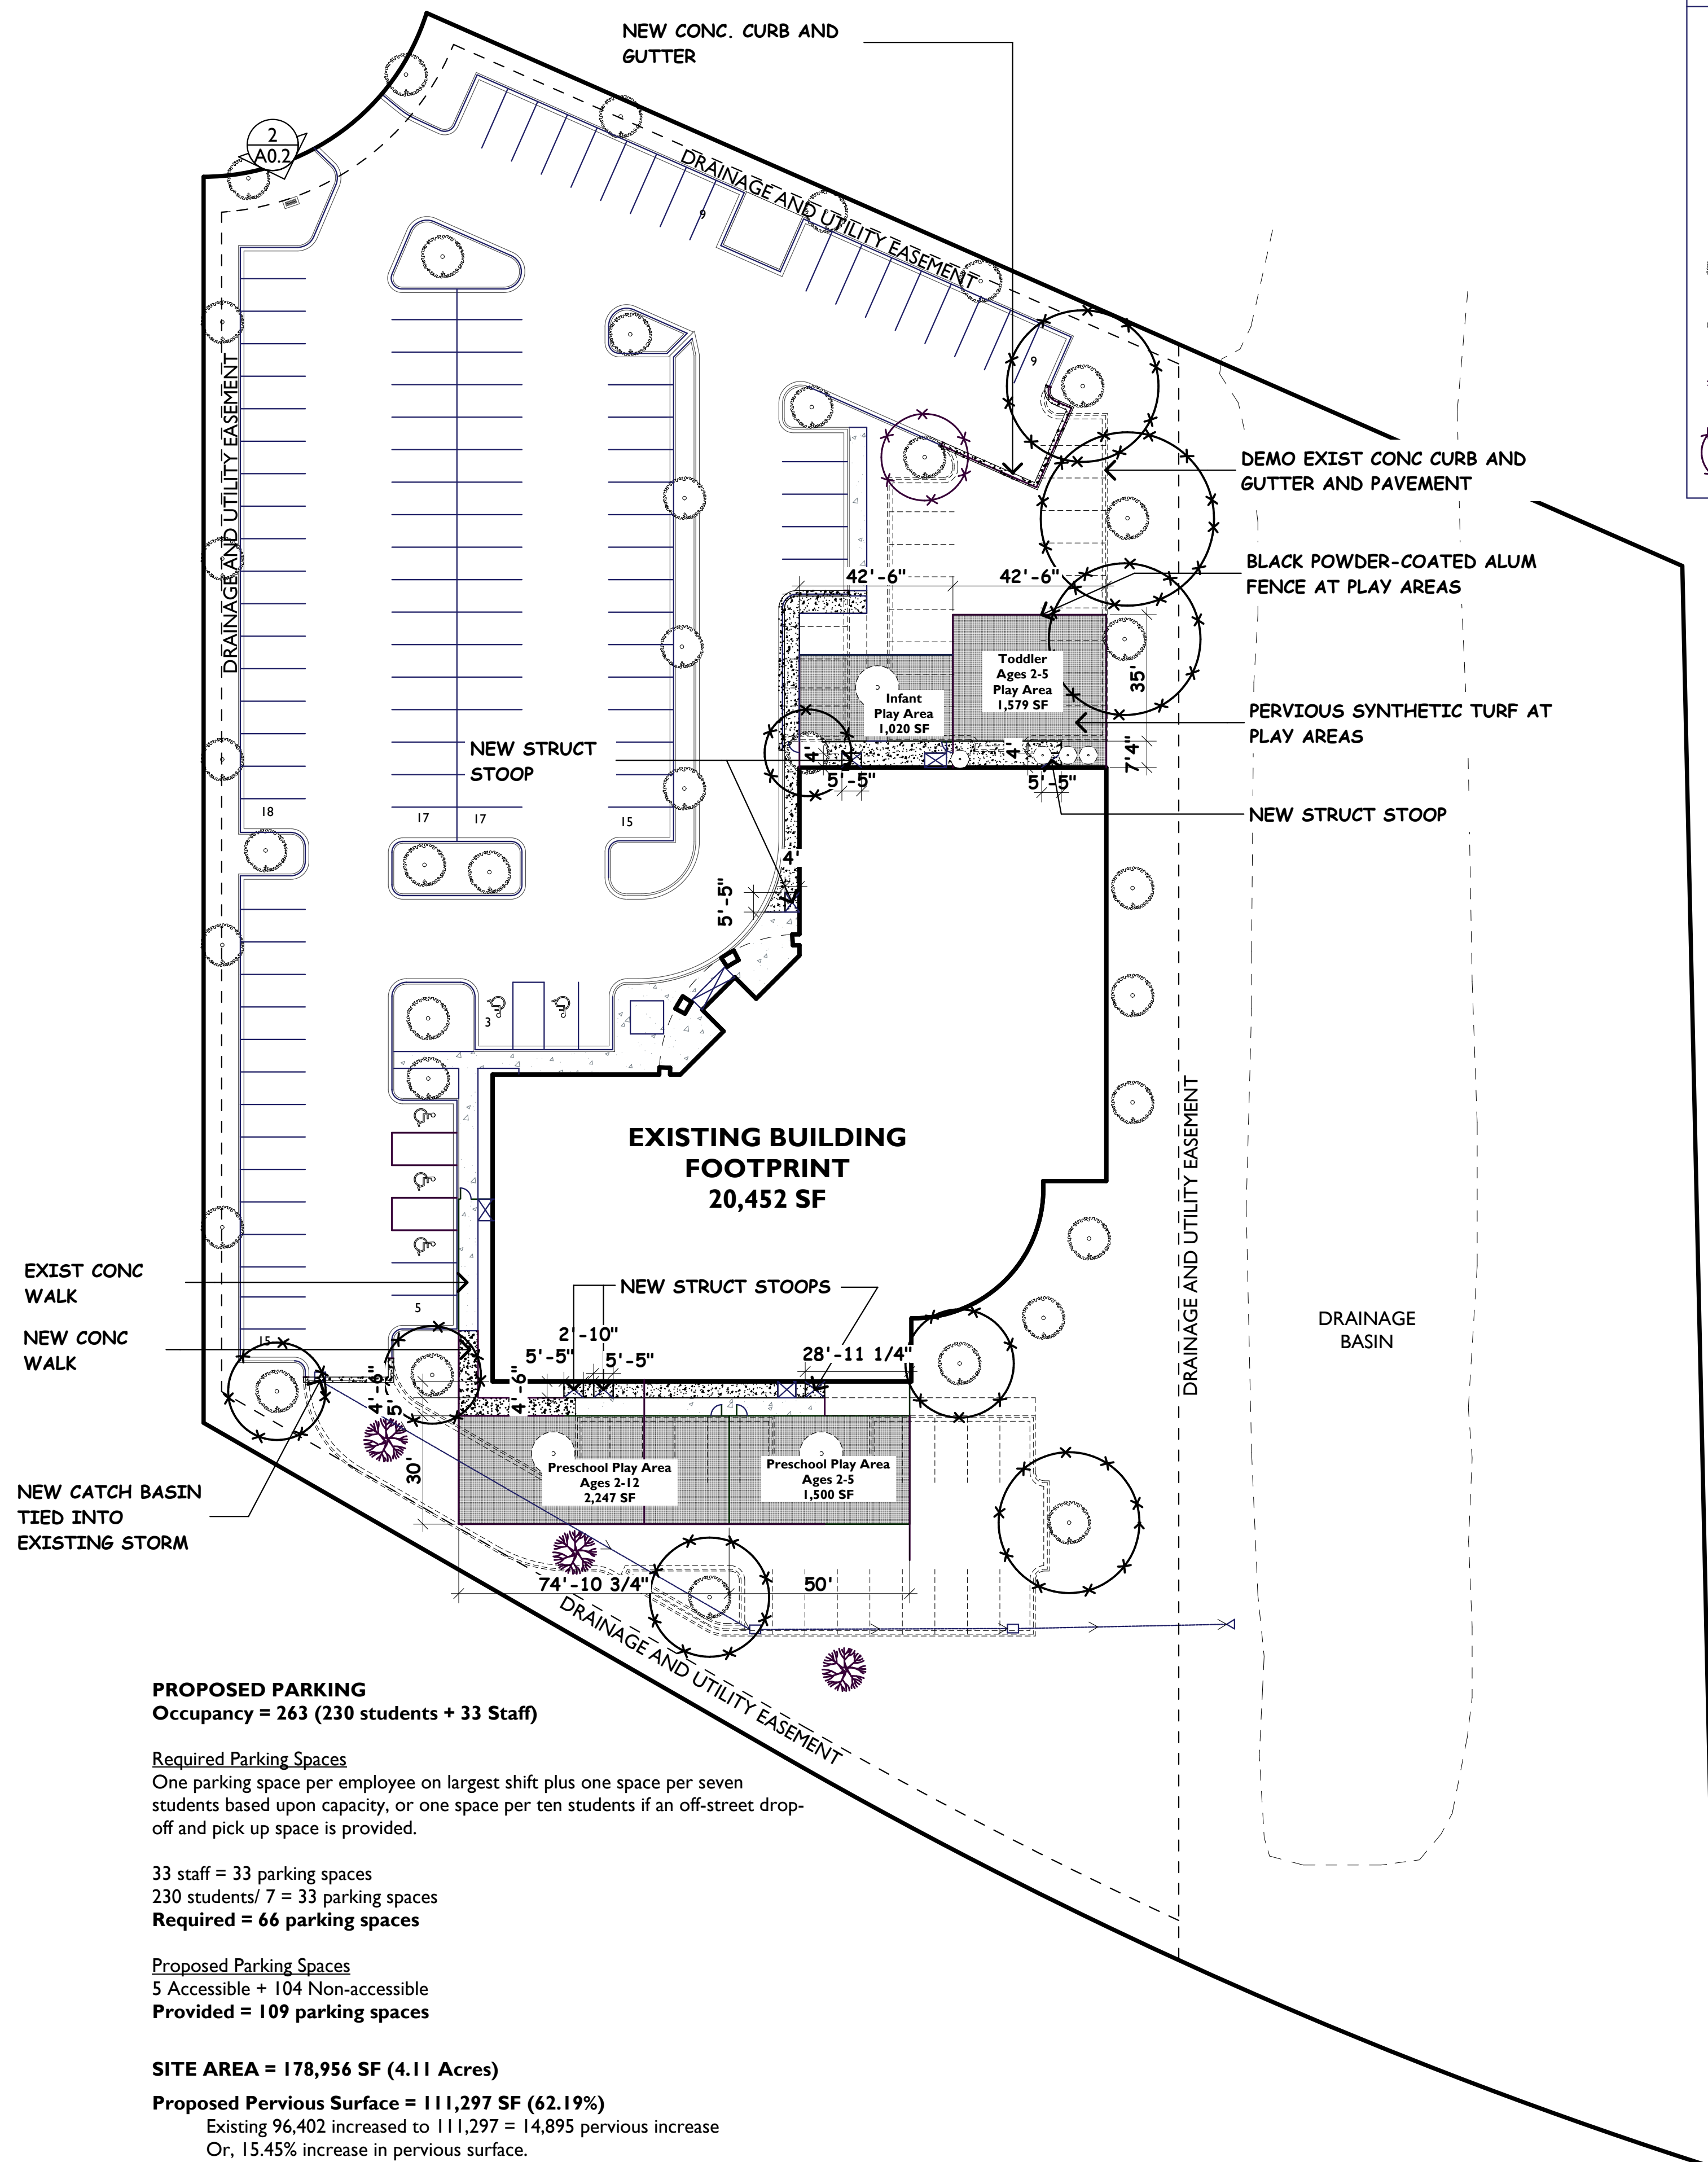 NEW CONC. CURB AND
GUTTER
2
A0.2
DRAINAGE AND UTILITY EASEMENT
9
DRAINAGE AND UTILITY EASEMENT
9
DEMO EXIST CONC CURB AND
GUTTER AND PAVEMENT
BLACK POWDER-COATED ALUM
FENCE AT PLAY AREAS
42'-6"
42'-6"
Toddler
Ages 2-5
Play Area
1,579 SF
35'
Infant
Play Area
1,020 SF
PERVIOUS SYNTHETIC TURF AT
PLAY AREAS
NEW STRUCT
STOOP
4'
4'
7'4"
5'-5"
5'-5"
NEW STRUCT STOOP
18
17
17
15
4'
5'-5"
3
EXISTING BUILDING
FOOTPRINT
20,452 SF
DRAINAGE AND UTILITY EASEMENT
EXIST CONC
WALK
NEW STRUCT STOOPS
5
DRAINAGE
BASIN
NEW CONC
WALK
15
2'-10"
5'-5"
5'-5"
28'-11 1/4"
4'-6"
5'
4'-6"
30'
Preschool Play Area
Ages 2-12
2,247 SF
Preschool Play Area
Ages 2-5
1,500 SF
NEW CATCH BASIN
TIED INTO
EXISTING STORM
74'-10 3/4"
50'
DRAINAGE AND UTILITY EASEMENT
PROPOSED PARKING
Occupancy = 263 (230 students + 33 Staff)
Required Parking Spaces
One parking space per employee on largest shift plus one space per seven
students based upon capacity, or one space per ten students if an off-street drop-
off and pick up space is provided.
33 staff = 33 parking spaces
230 students/ 7 = 33 parking spaces
Required = 66 parking spaces
Proposed Parking Spaces
5 Accessible + 104 Non-accessible
Provided = 109 parking spaces
SITE AREA = 178,956 SF (4.11 Acres)
Proposed Pervious Surface = 111,297 SF (62.19%)
Existing 96,402 increased to 111,297 = 14,895 pervious increase
Or, 15.45% increase in pervious surface.